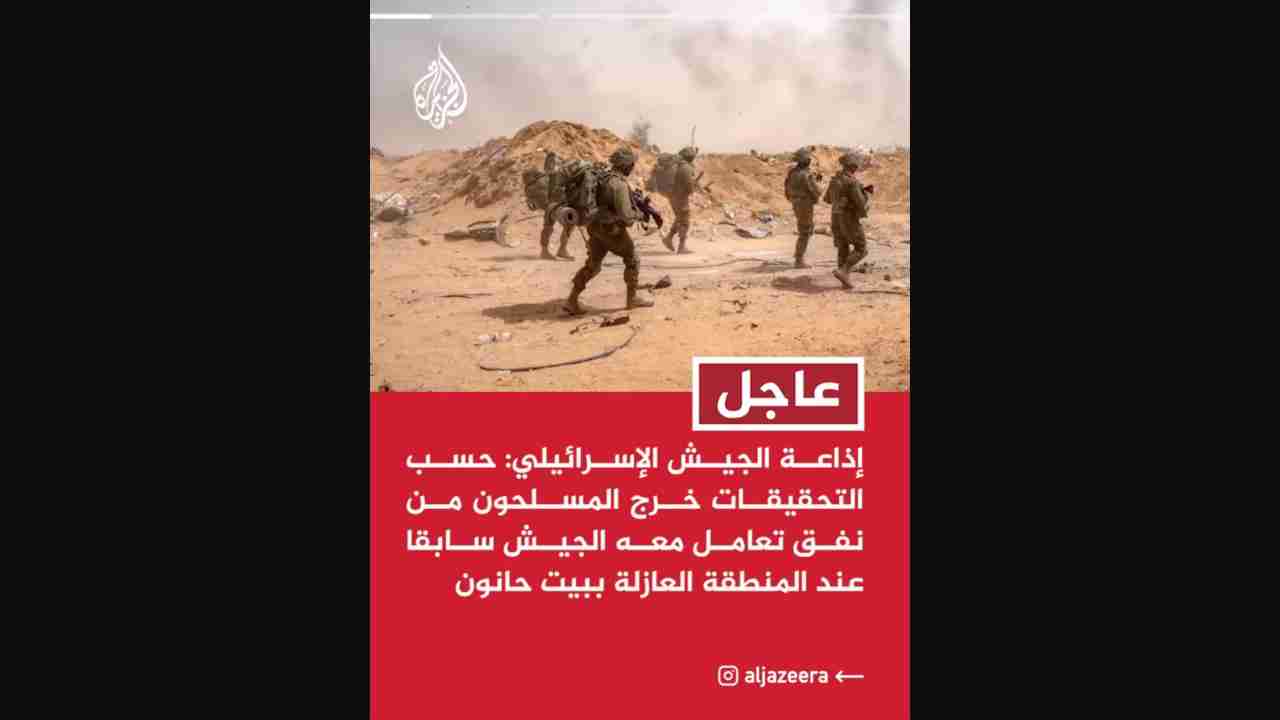 الجزيرة
عاجل
إذاعة الجيش الإسرائيلي: حسب
التحقيقات خرج المسلحون من
نفق تعامل معه الجيش سابقا
عند المنطقة العازلة ببيت حانون
aljazeera